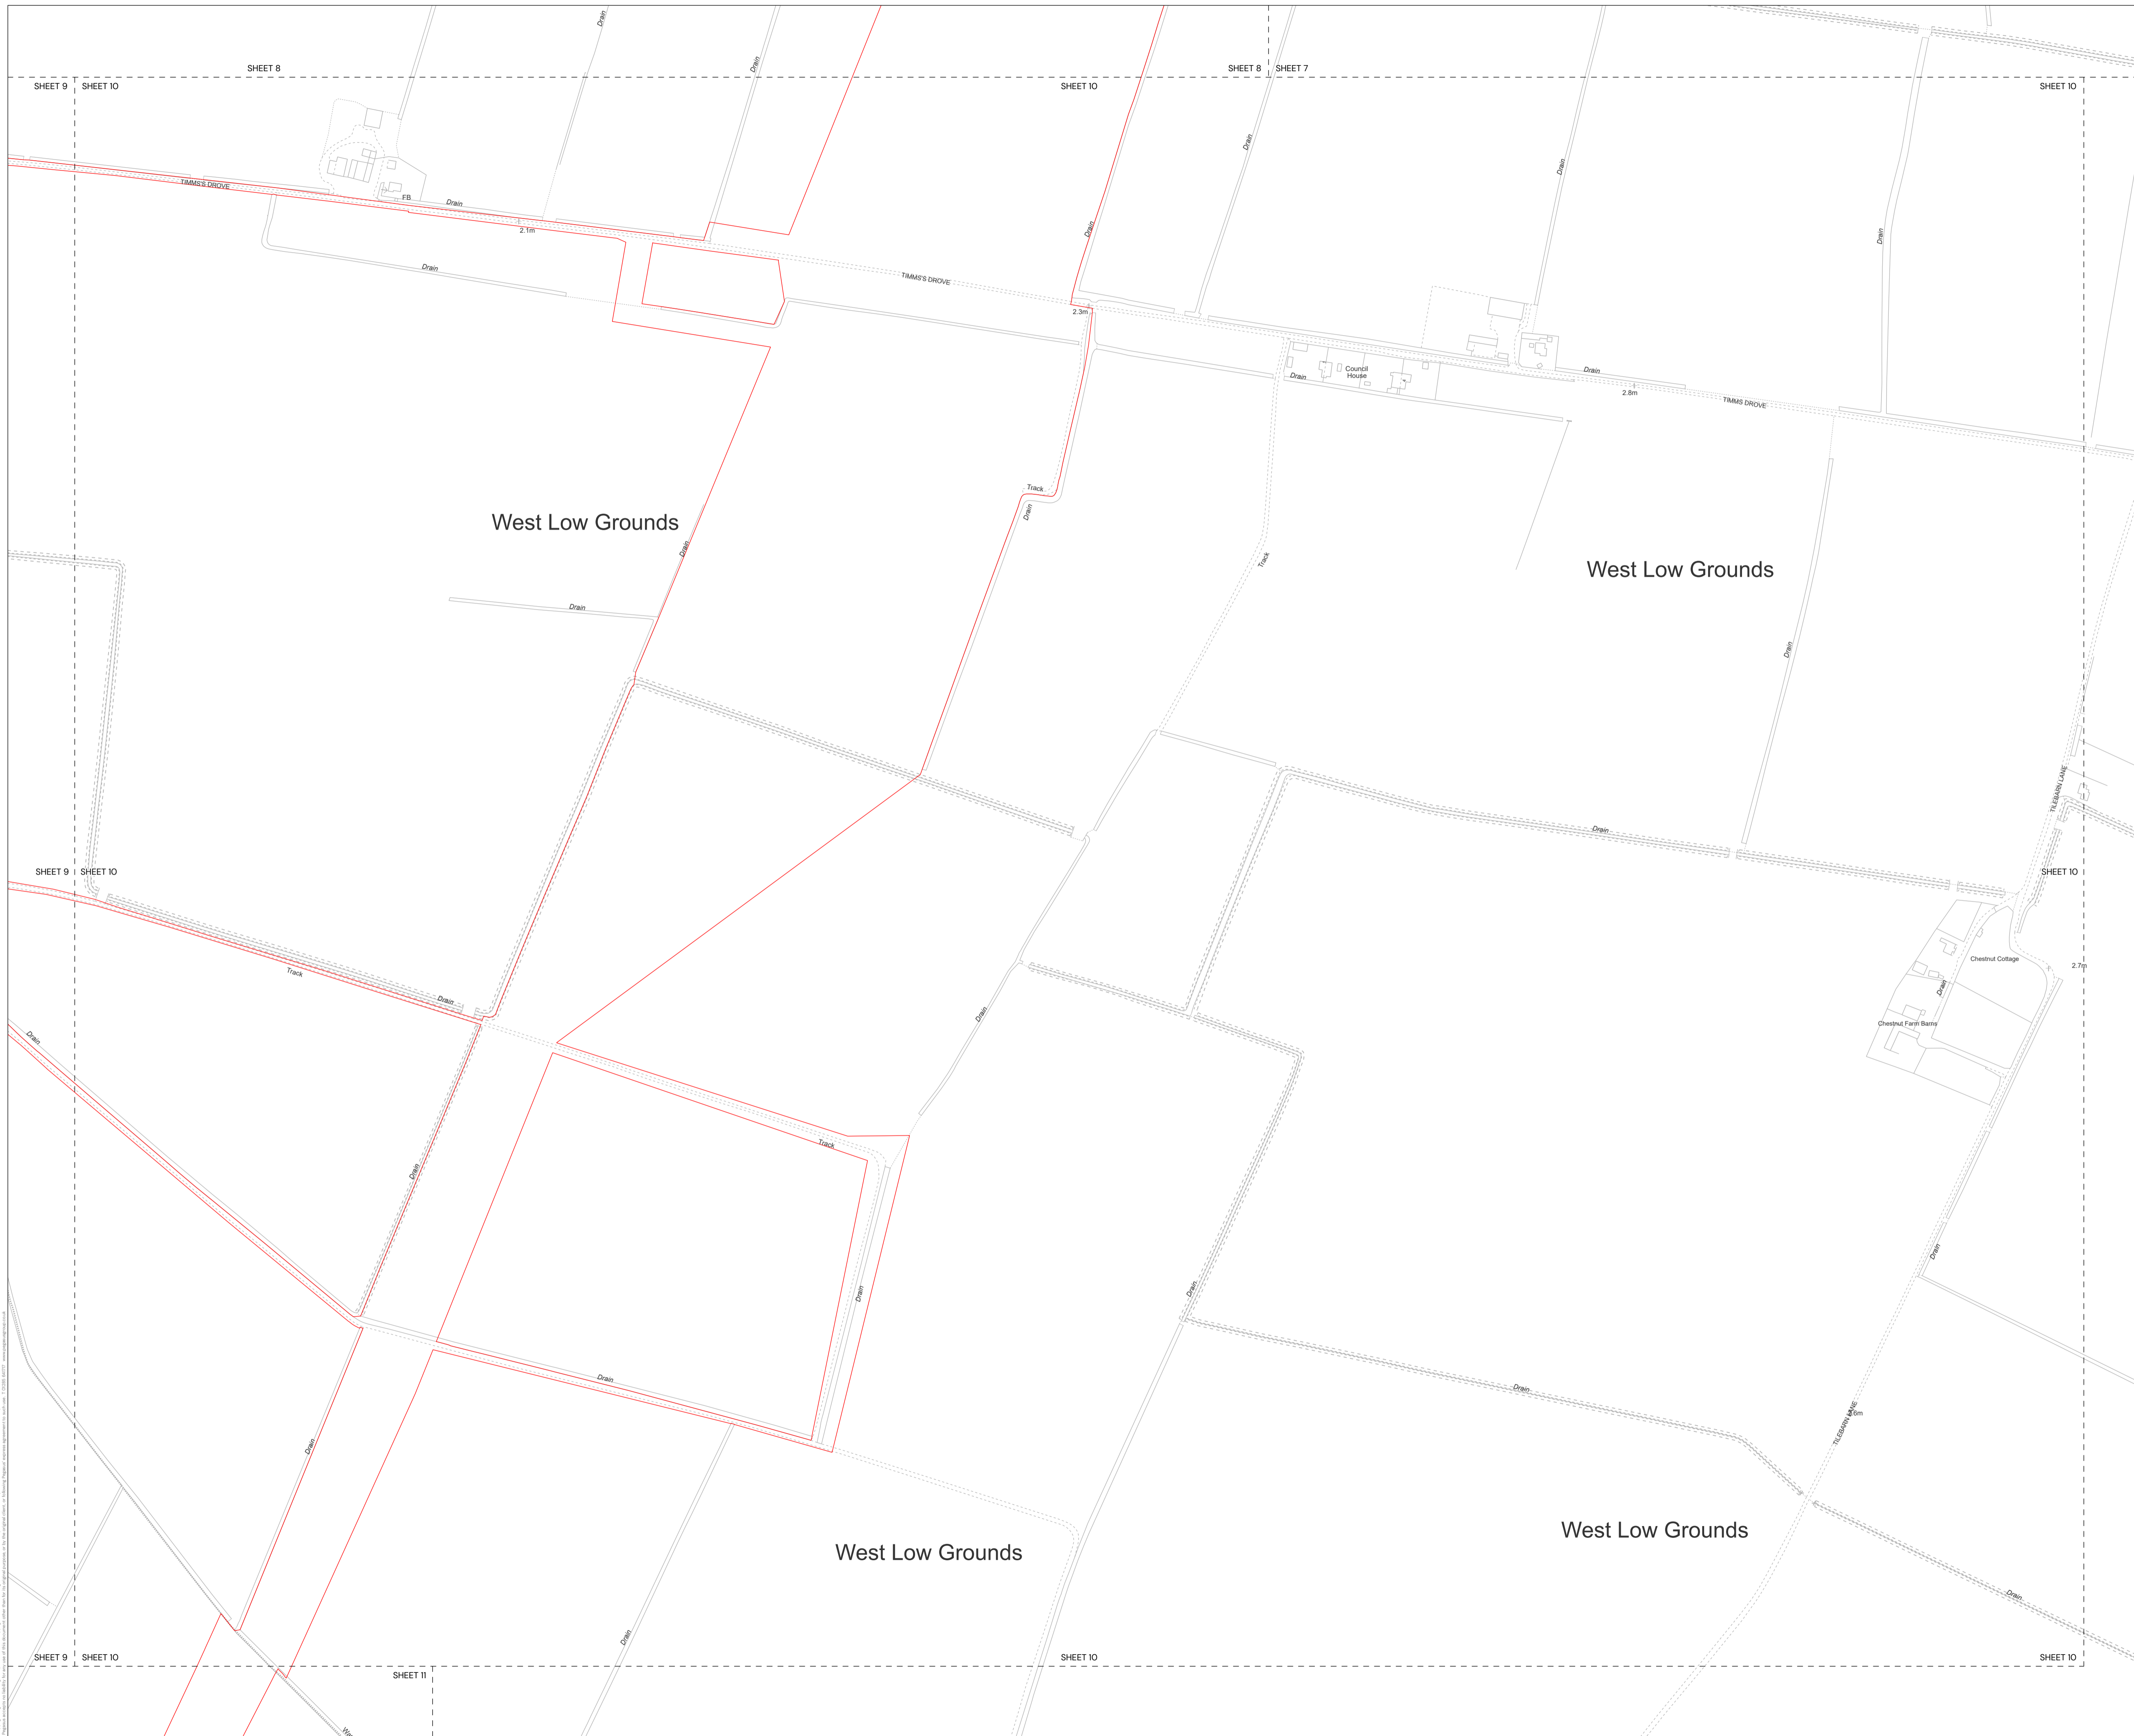 Drain
Drain
SHEET 8
SHEET 8
SHEET 7
SHEET 9
SHEET 10
SHEET 10
SHEET 10
Drain
Drain
TIMMS'S DROVE
FB
Drain
2.1m
Drain
Drain
Drain
TIMMS'S DROVE
2.3m
Council
House
Drain
Drain
2.8m
TIMMS DROVE
Track
Drain
West Low Grounds
Drain
Track
West Low Grounds
Drain
Drain
TILEBARN LANE
Drain
SHEET 9
SHEET 10
SHEET 10
Track
Drain
Chestnut Cottage
2.7m
Drain
Drain
Drain
Chestnut Farm Barns
Track
Drain
Drain
Drain
Drain
Drain
Drain
TILEBARN LANE
Drain
West Low Grounds
West Low Grounds
Drain
Drain
SHEET 9
SHEET 10
SHEET 10
SHEET 10
SHEET 11